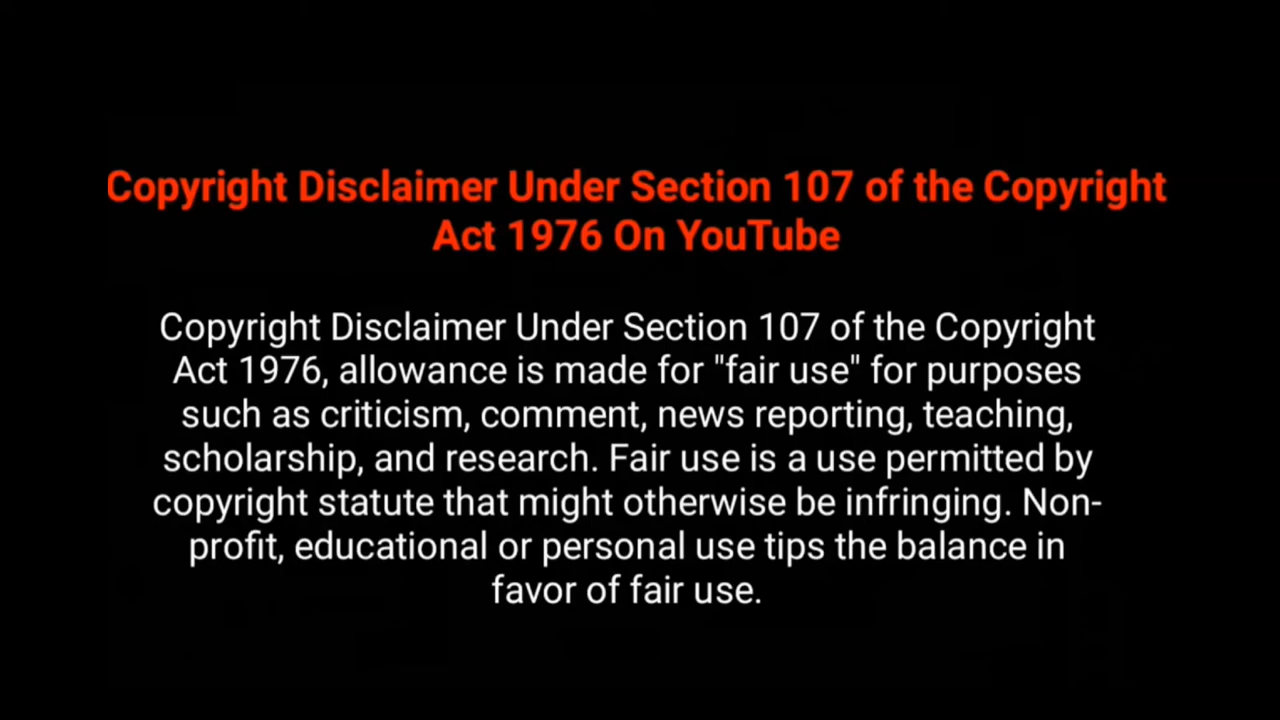 Copyright Disclaimer Under Section 107 of the Copyright
Act 1976 On YouTube
Copyright Disclaimer Under Section 107 of the Copyright
Act 1976, allowance is made for "fair use" for purposes
such as criticism, comment, news reporting, teaching,
scholarship, and research. Fair use is a use permitted by
copyright statute that might otherwise be infringing. Non-
profit, educational or personal use tips the balance in
favor of fair use.